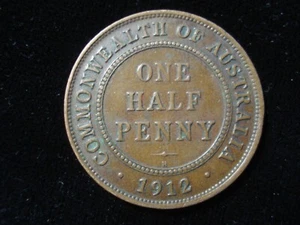 COMMONWEALTH OF AUSTRALIA
ONE
HALF
PENNY
H
· 1912 ·